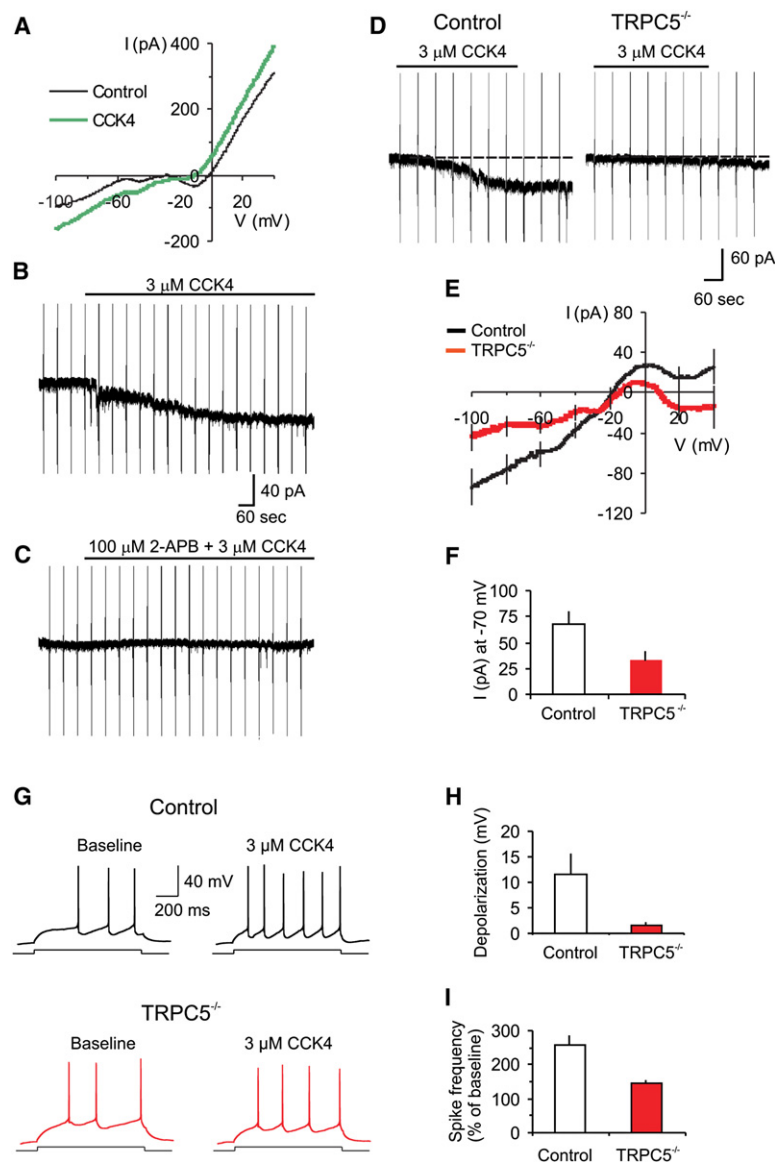 A
I (pA)
400
Control
CCK4
200
0
-100
-60
-20
20
V (mV)
-200
B
3 μM CCK4
40 pA
60 sec
C
100 μM 2-APB + 3 μM CCK4
D
Control
TRPC5-/-
3 μM CCK4
3 μM CCK4
60 pA
60 sec
E
I (pA)
80
Control
TRPC5-/-
40
-100
-60
-20
20
-40
V (mV)
-80
-120
F
I (pA) at -70 mV
100
75
50
25
0
Control
TRPC5-/-
G
Control
Baseline
3 μM CCK4
40 mV
200 ms
TRPC5-/-
Baseline
3 μM CCK4
H
Depolarization (mV)
20
15
10
5
0
Control
TRPC5-/-
I
Spike frequency
(% of baseline)
300
200
100
0
Control
TRPC5-/-